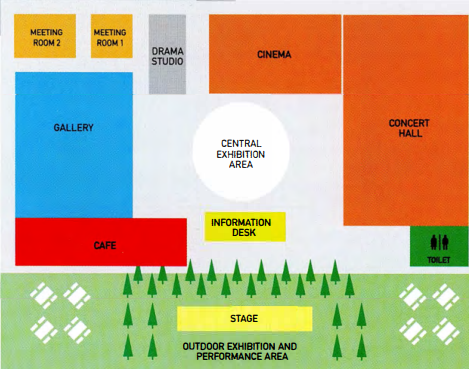 MEETING
ROOM 2
MEETING
ROOM 1
DRAMA
STUDIO
CINEMA
CONCERT
HALL
GALLERY
CENTRAL
EXHIBITION
AREA
INFORMATION
DESK
CAFE
TOILET
STAGE
OUTDOOR EXHIBITION AND
PERFORMANCE AREA